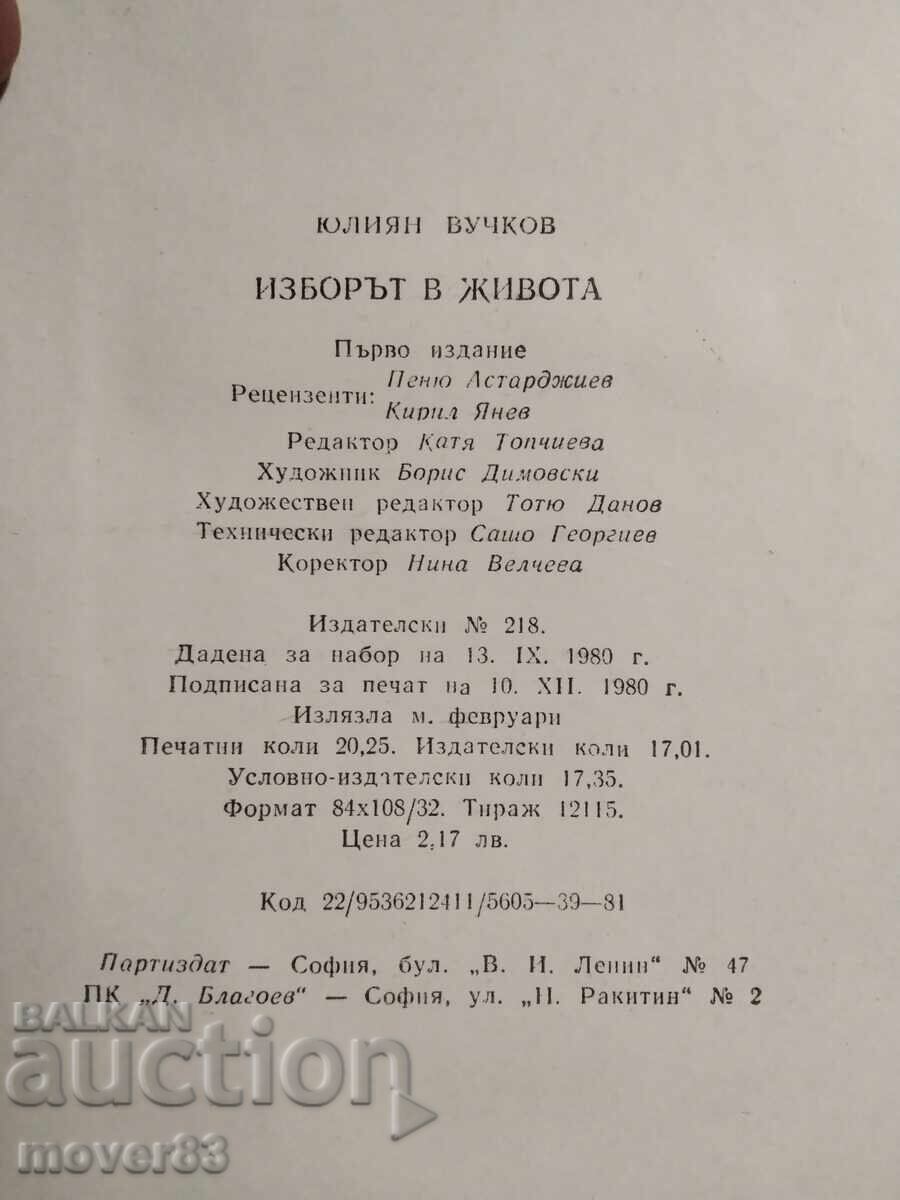 ЮЛИЯН ВУЧКОВ
ИЗБОРЪТ В ЖИВОТА
Първо издание
Рецензенти: Пеню Астарджиев
Кирил Янев
Редактор Катя Топчиева
Художник Борис Димовски
Художествен редактор Тотю Данов
Технически редактор Сашо Георгиев
Коректор Нина Велчева
Издателски № 218.
Дадена за набор на 13. IX. 1980 г.
Подписана за печат на 10. XII. 1980 г.
Излязла м. февруари
Печатни коли 20,25. Издателски коли 17,01.
Условно-издателски коли 17,35.
Формат 84x108/32. Тираж 12115.
Цена 2,17 лв.
Код 22/9536212411/5605—39—81
Партиздат — София, бул. „В. И. Ленин“ № 47
ПК „Д. Благоев“ — София, ул. „Н. Ракитин“ № 2
BALKAN
auction
mover83